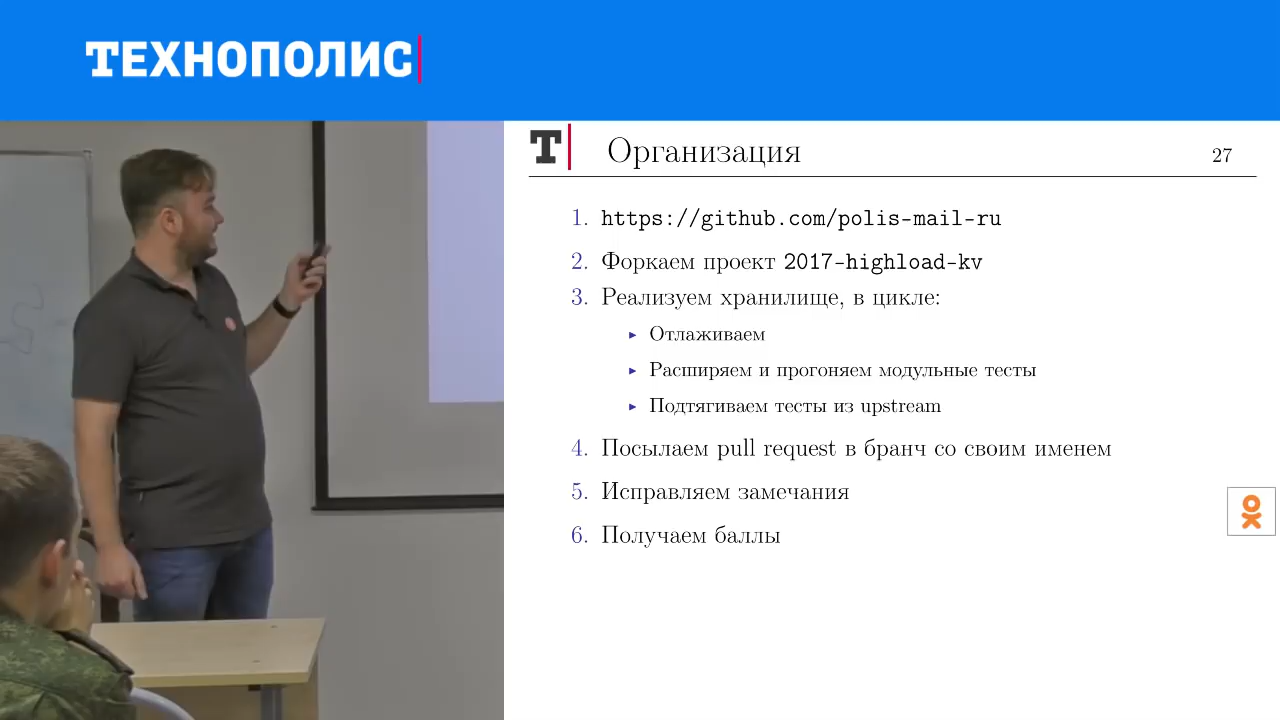 ТЕХНОПОЛИС
Т Организация 27
1. https://github.com/polis-mail-ru
2. Форкаем проект 2017-highload-kv
3. Реализуем хранилище, в цикле:
▸ Отлаживаем
▸ Расширяем и прогоняем модульные тесты
▸ Подтягиваем тесты из upstream
4. Посылаем pull request в бранч со своим именем
5. Исправляем замечания
6. Получаем баллы